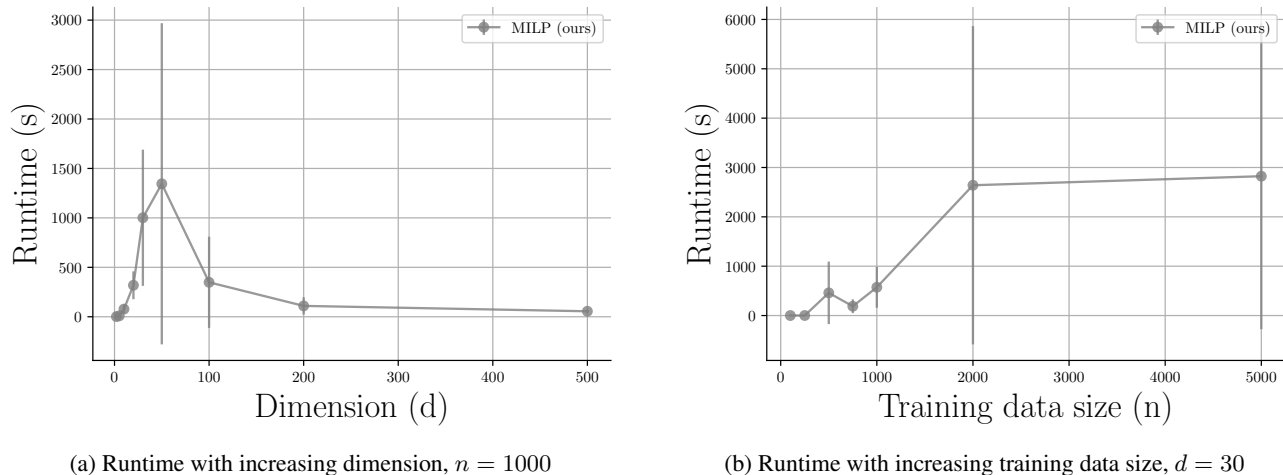 3000
2500
2000
1500
1000
500
0
Runtime (s)
MILP (ours)
0 100 200 300 400 500
Dimension (d)
(a) Runtime with increasing dimension, n = 1000
6000
5000
4000
3000
2000
1000
0
Runtime (s)
MILP (ours)
0 1000 2000 3000 4000 5000
Training data size (n)
(b) Runtime with increasing training data size, d = 30